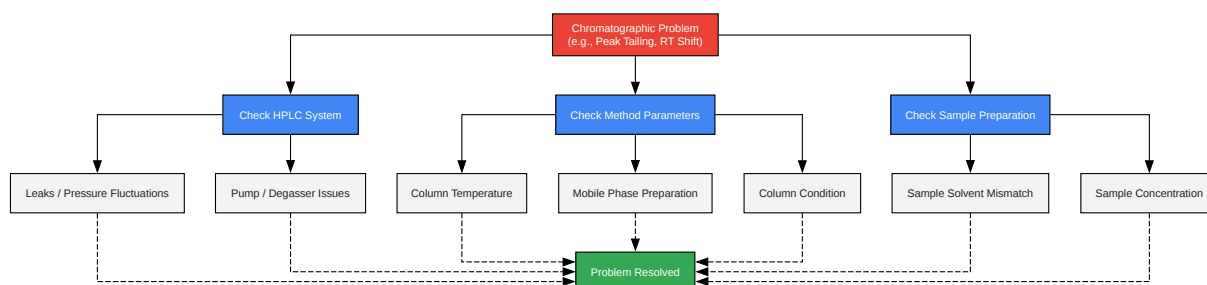 Chromatographic Problem
(e.g., Peak Tailing, RT Shift)
Check HPLC System
Check Method Parameters
Check Sample Preparation
Leaks / Pressure Fluctuations
Pump / Degasser Issues
Column Temperature
Mobile Phase Preparation
Column Condition
Sample Solvent Mismatch
Sample Concentration
Problem Resolved